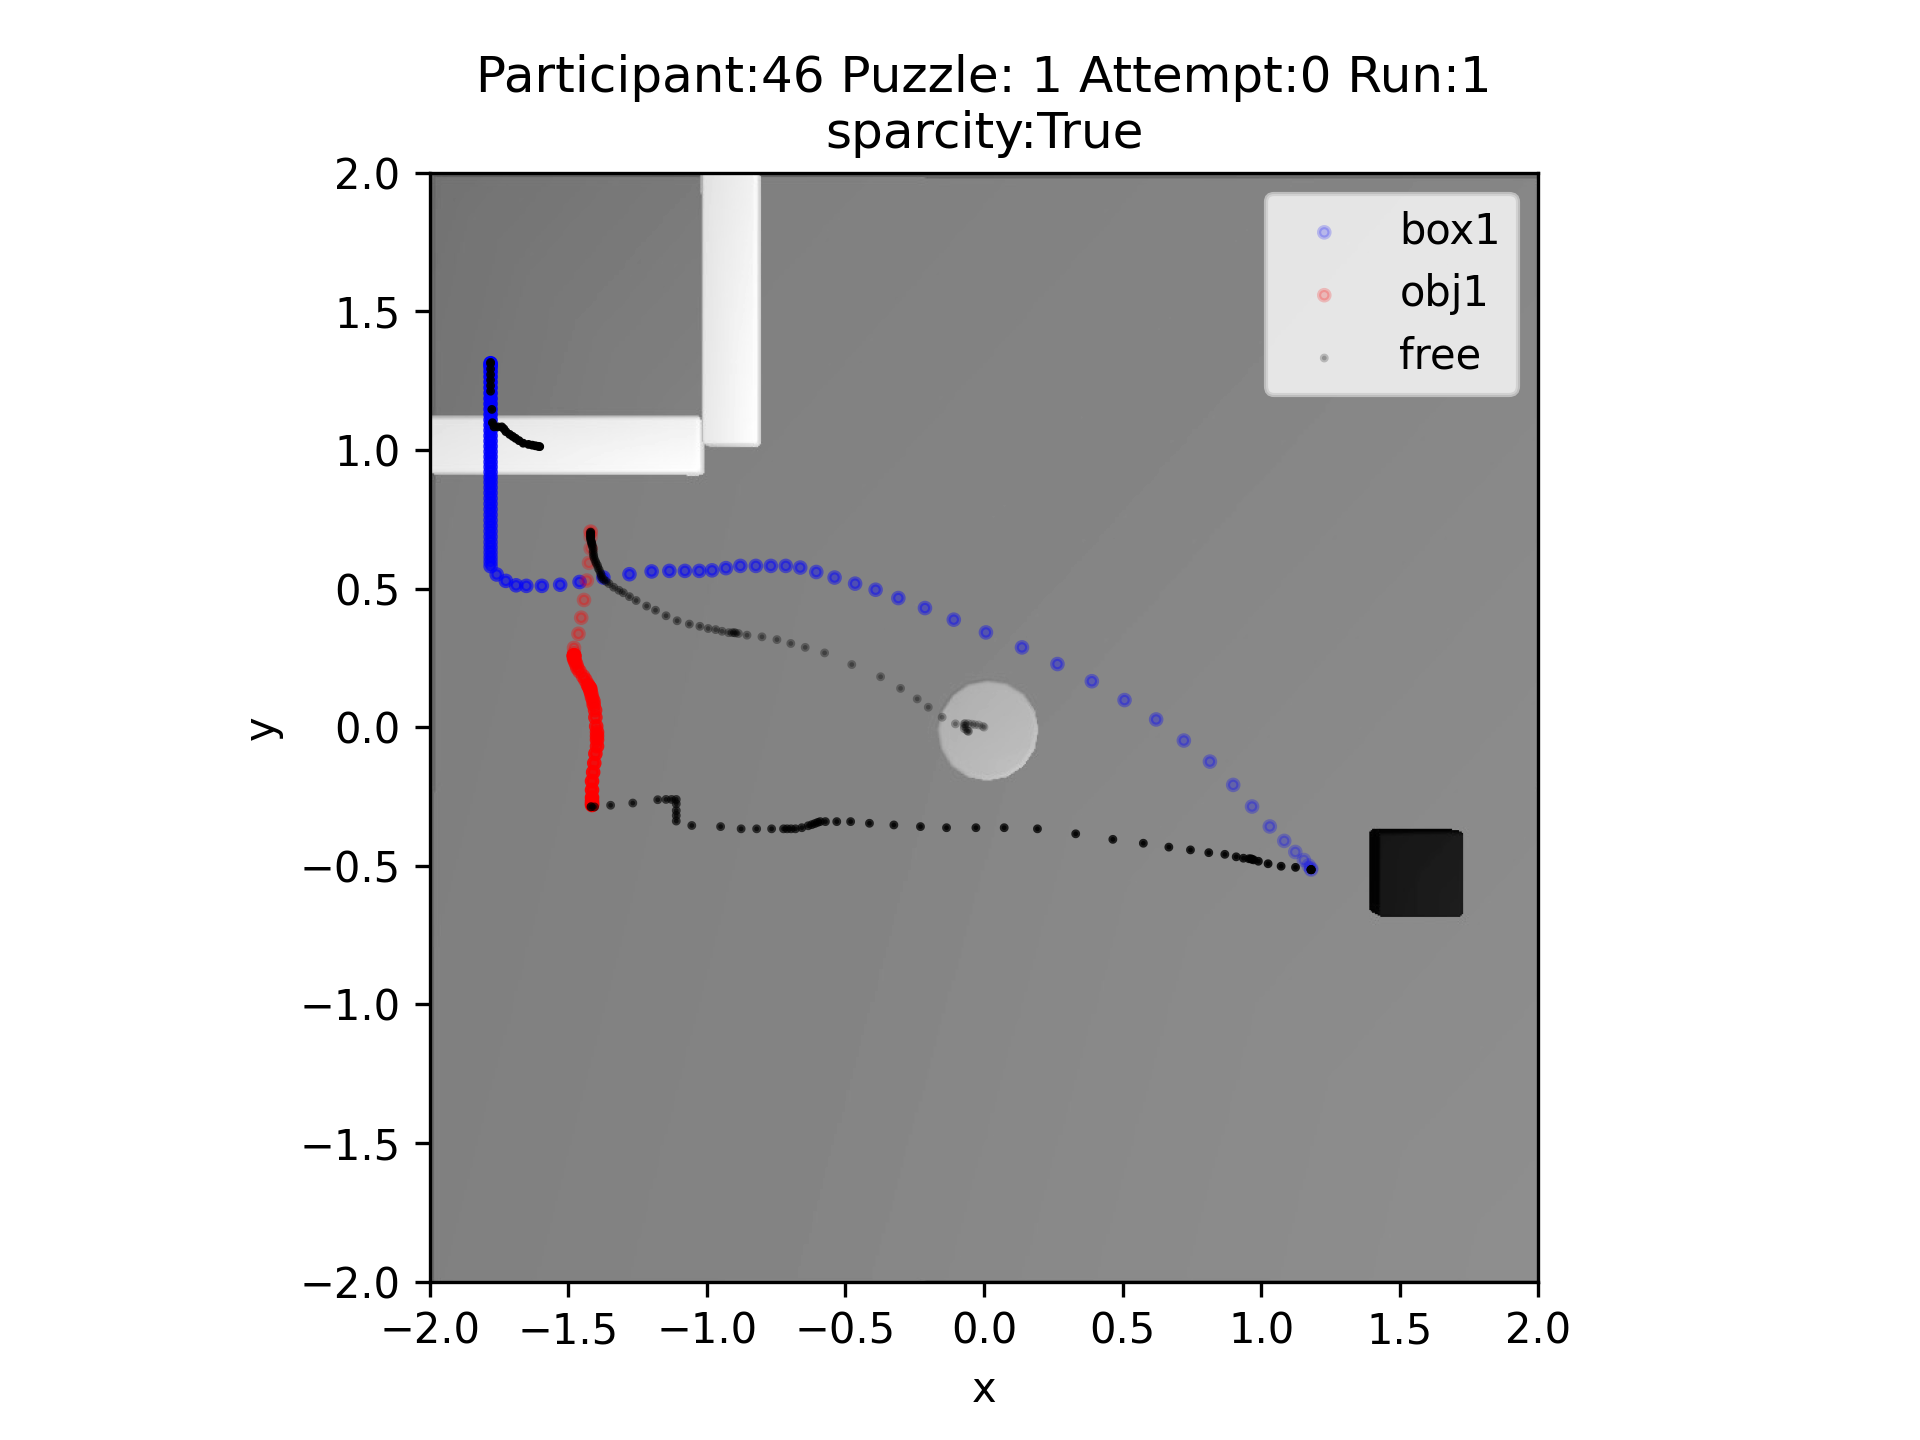 Participant:46 Puzzle: 1 Attempt:0 Run:1
sparcity:True
2.0
1.5
1.0
0.5
0.0
−0.5
−1.0
−1.5
−2.0
y
box1
obj1
free
−2.0 −1.5 −1.0 −0.5 0.0 0.5 1.0 1.5 2.0
x